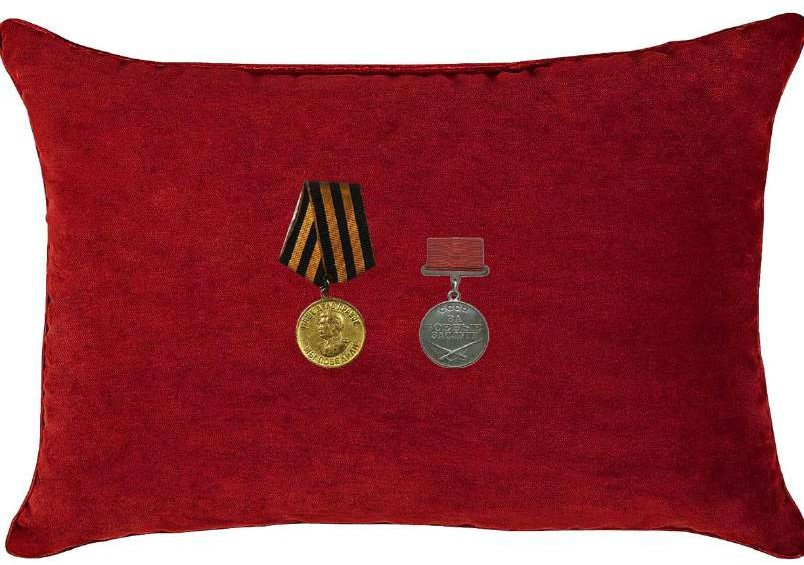 НАШЕ ДЕЛО ПРАВОЕ
МЫ ПОБЕДИЛИ
СССР
ЗА
БОЕВЫЕ
ЗАСЛУГИ